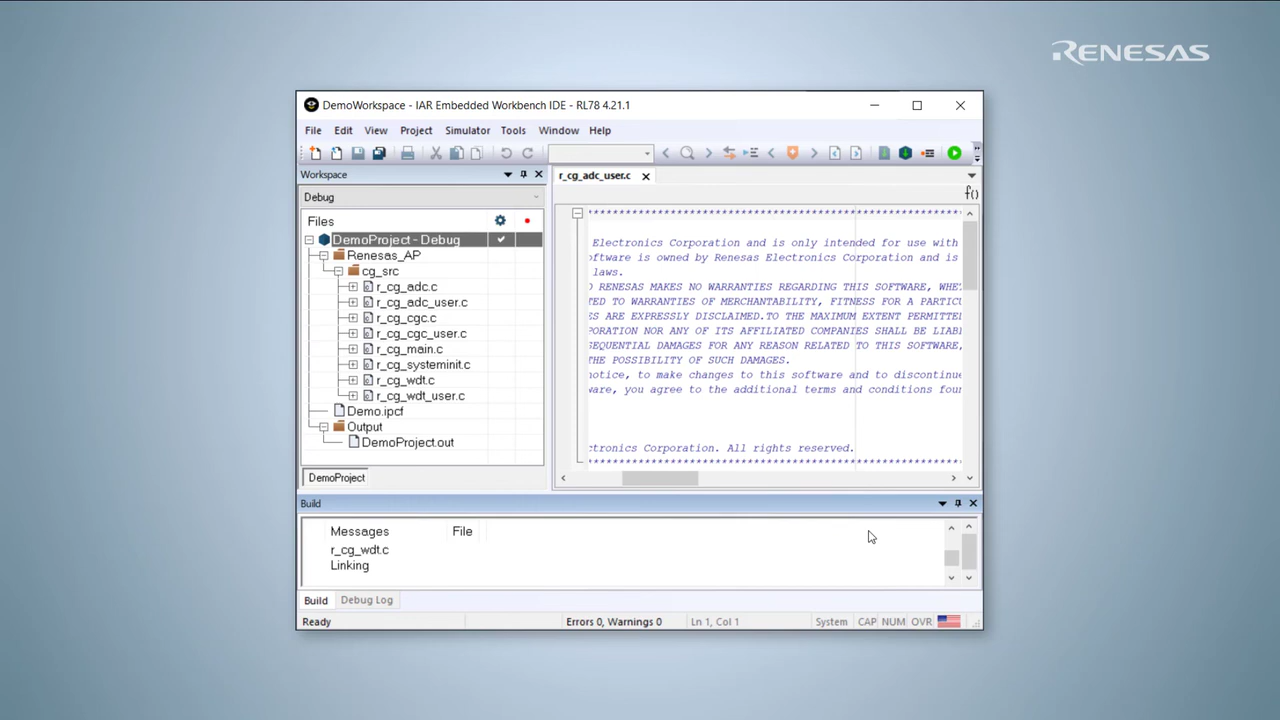 RENESAS
DemoWorkspace - IAR Embedded Workbench IDE - RL78 4.21.1
File Edit View Project Simulator Tools Window Help
Workspace
r_cg_adc_user.c
Debug
f()
Files
DemoProject - Debug
Renesas_AP
cg_src
r_cg_adc.c
r_cg_adc_user.c
r_cg_cgc.c
r_cg_cgc_user.c
r_cg_main.c
r_cg_systeminit.c
r_cg_wdt.c
r_cg_wdt_user.c
Demo.ipcf
Output
DemoProject.out
DemoProject
Electronics Corporation and is only intended for use with
oftware is owned by Renesas Electronics Corporation and is
laws.
D RENESAS MAKES NO WARRANTIES REGARDING THIS SOFTWARE, WHE
TED TO WARRANTIES OF MERCHANTABILITY, FITNESS FOR A PARTICU
ES ARE EXPRESSLY DISCLAIMED.TO THE MAXIMUM EXTENT PERMITTE
PORATION NOR ANY OF ITS AFFILIATED COMPANIES SHALL BE LIAB
SEQUENTIAL DAMAGES FOR ANY REASON RELATED TO THIS SOFTWARE,
THE POSSIBILITY OF SUCH DAMAGES.
notice, to make changes to this software and to discontinue
ware, you agree to the additional terms and conditions fou
ctronics Corporation. All rights reserved.
Build
Messages File
r_cg_wdt.c
Linking
Build Debug Log
Ready Errors 0, Warnings 0 Ln 1, Col 1 System CAP NUM OVR